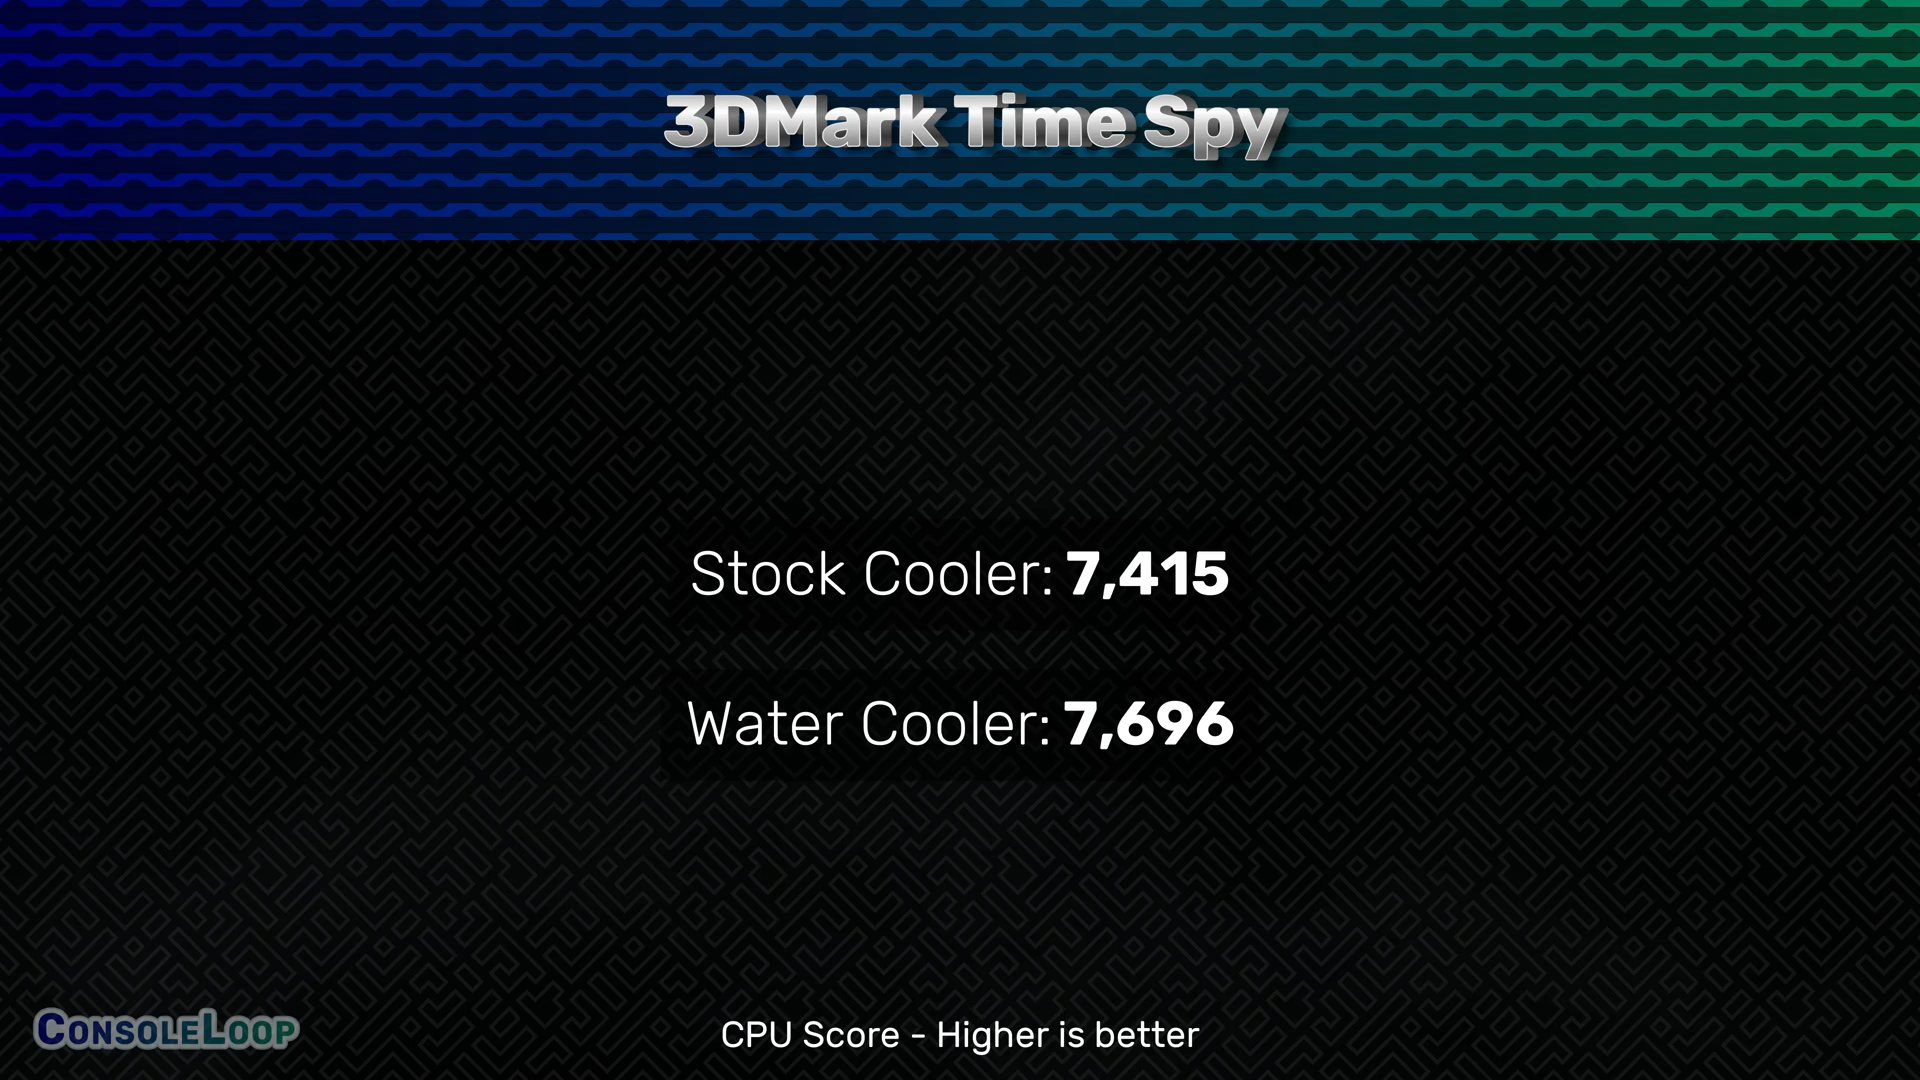 3DMark Time Spy
Stock Cooler: 7,415
Water Cooler: 7,696
CONSOLELOOP
CPU Score - Higher is better